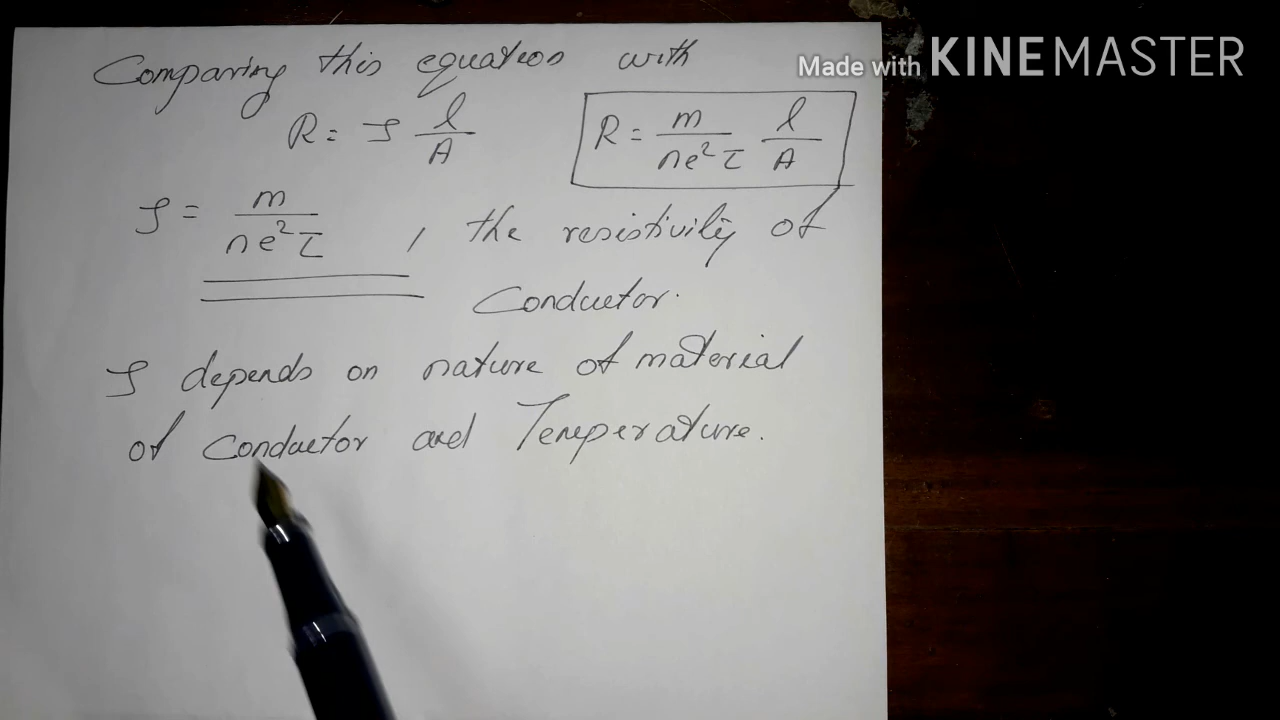 Made with KINEMASTER
Comparing this equation with
R = ρ l/A
R = m/ne²τ l/A
ρ = m/ne²τ , the resistivity of
Conductor.
ρ depends on nature of material
of Conductor and Temperature.